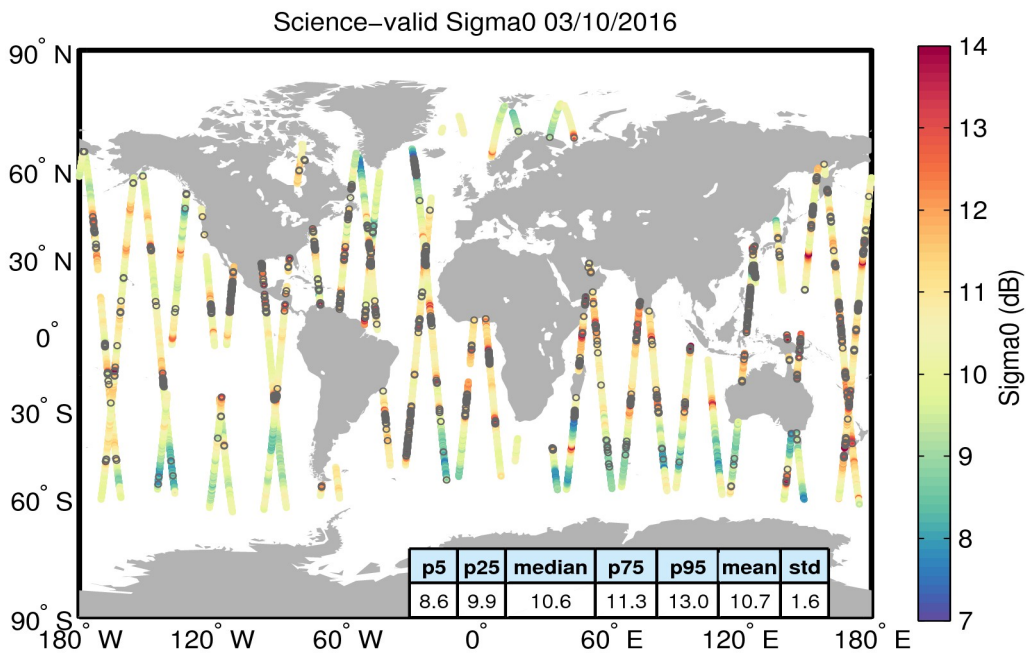 Science−valid Sigma0 03/10/2016
90° N
60° N
30° N
0°
30° S
60° S
90° S
180° W
120° W
60° W
0°
60° E
120° E
180° E
p5 p25 median p75 p95 mean std
8.6 9.9 10.6 11.3 13.0 10.7 1.6
14
13
12
11
10
9
8
7
Sigma0 (dB)